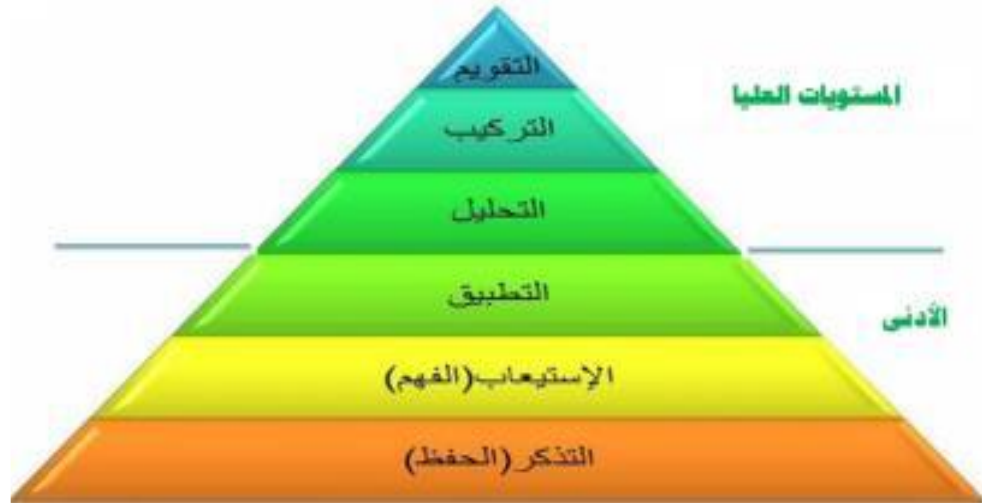 التقويم
المستويات العليا
التركيب
التحليل
التطبيق
الأدنى
الإستيعاب(الفهم)
التذكر(الحفظ)